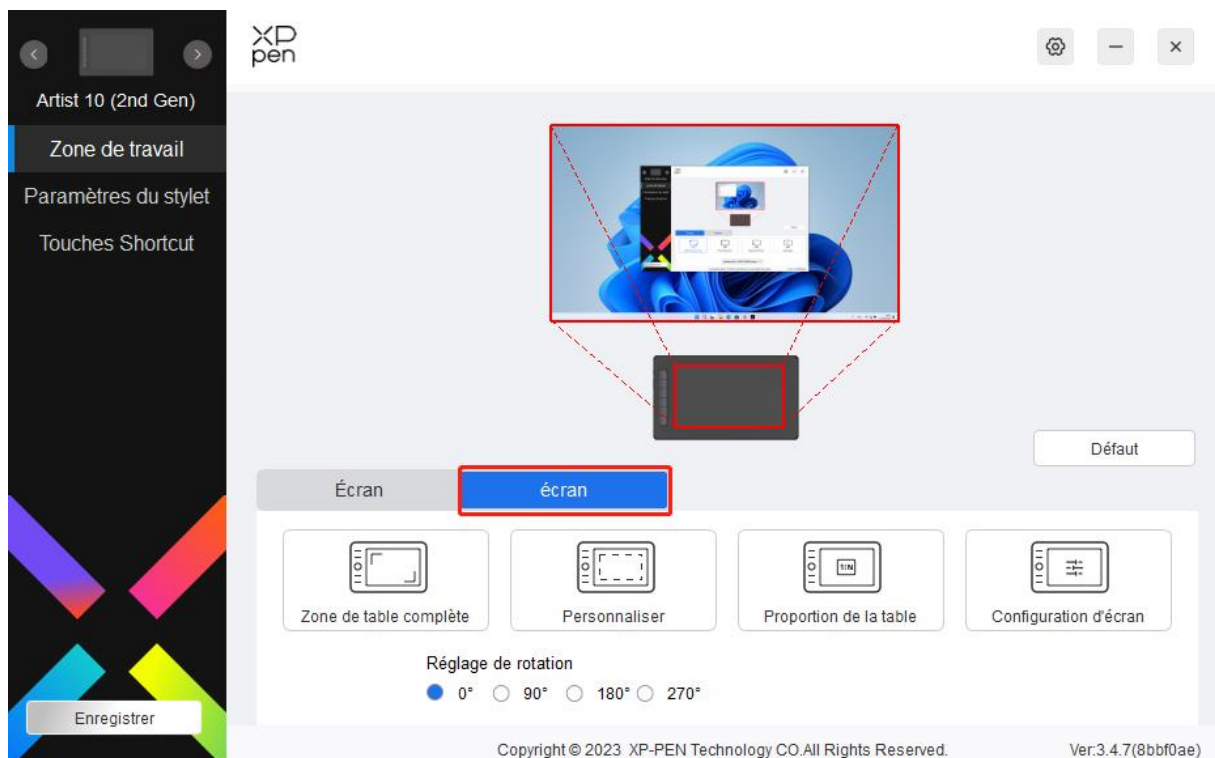 XP
pen
Artist 10 (2nd Gen)
Zone de travail
Paramètres du stylet
Touches Shortcut
Défaut
Écran
écran
Zone de table complète
Personnaliser
1:N
Proportion de la table
Configuration d'écran
Réglage de rotation
0° 90° 180° 270°
Enregistrer
Copyright © 2023 XP-PEN Technology CO.All Rights Reserved.
Ver:3.4.7(8bbf0ae)